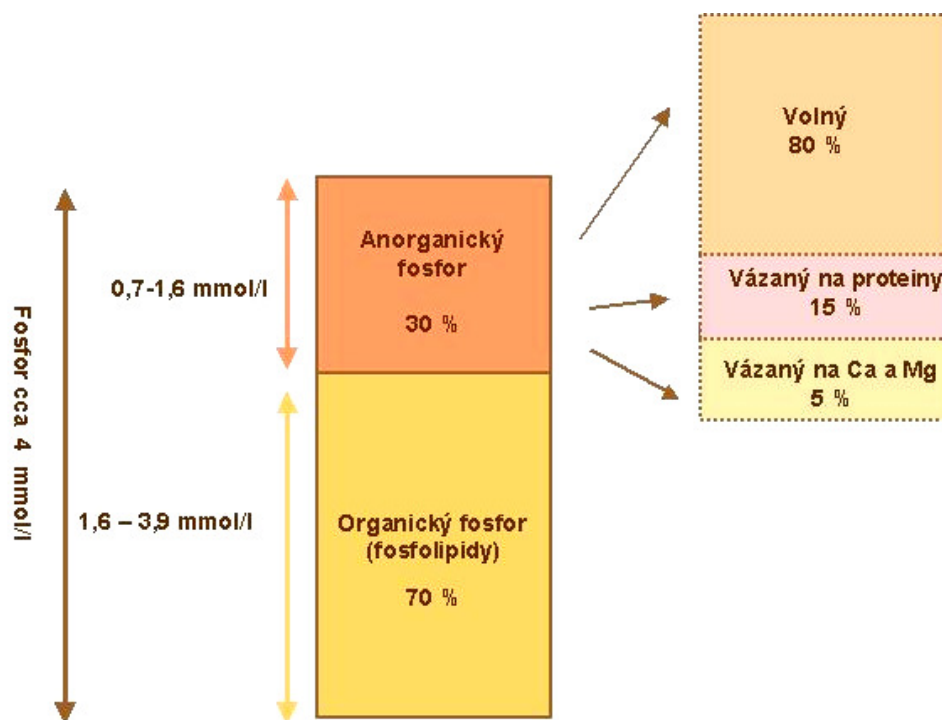 Fosfor cca 4 mmol/l
0,7-1,6 mmol/l
1,6 – 3,9 mmol/l
Anorganický
fosfor
30 %
Organický fosfor
(fosfolipidy)
70 %
Volný
80 %
Vázaný na proteiny
15 %
Vázaný na Ca a Mg
5 %